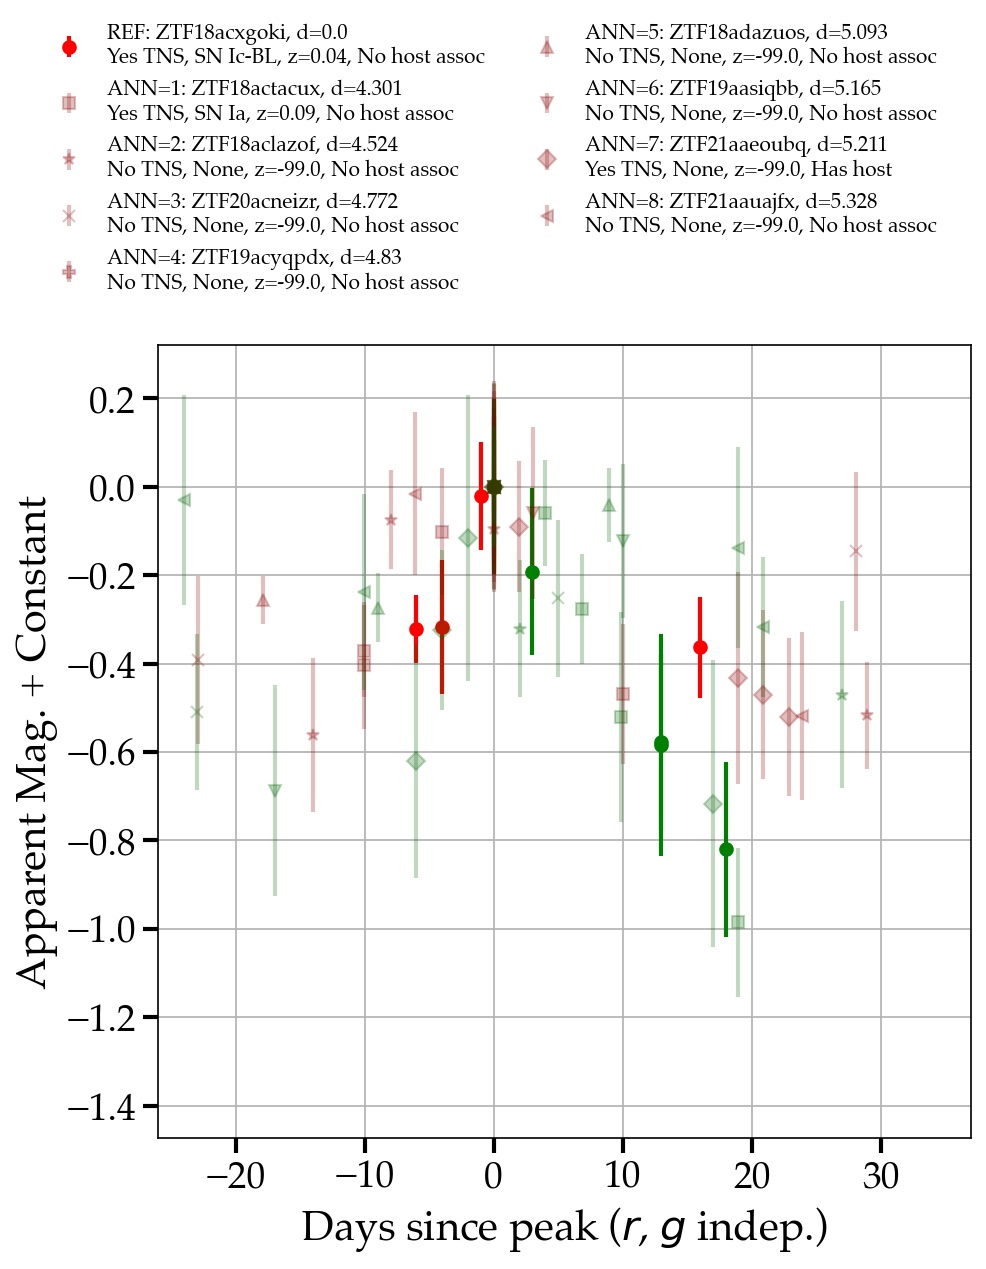 REF: ZTF18acxgoki, d=0.0
Yes TNS, SN Ic-BL, z=0.04, No host assoc
ANN=1: ZTF18actacux, d=4.301
Yes TNS, SN Ia, z=0.09, No host assoc
ANN=2: ZTF18aclazof, d=4.524
No TNS, None, z=-99.0, No host assoc
ANN=3: ZTF20acneizr, d=4.772
No TNS, None, z=-99.0, No host assoc
ANN=4: ZTF19acyqpdx, d=4.83
No TNS, None, z=-99.0, No host assoc
ANN=5: ZTF18adazuos, d=5.093
No TNS, None, z=-99.0, No host assoc
ANN=6: ZTF19aasiqbb, d=5.165
No TNS, None, z=-99.0, No host assoc
ANN=7: ZTF21aaeoubq, d=5.211
Yes TNS, None, z=-99.0, Has host
ANN=8: ZTF21aauajfx, d=5.328
No TNS, None, z=-99.0, No host assoc
Apparent Mag. + Constant
0.2
0.0
−0.2
−0.4
−0.6
−0.8
−1.0
−1.2
−1.4
−20
−10
0
10
20
30
Days since peak (r, g indep.)